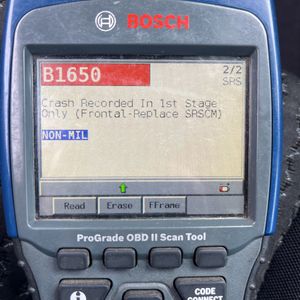 BOSCH
B1650
2/2
SRS
Crash Recorded In 1st Stage
Only (Frontal-Replace SRSCM)
NON-MIL
Read
Erase
FFrame
ProGrade OBD II Scan Tool
CODE
CONNECT